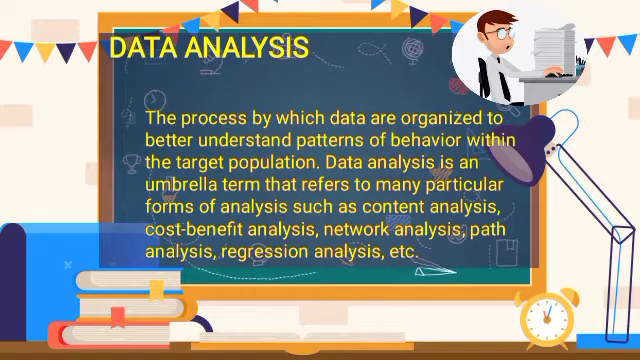 DATA ANALYSIS
The process by which data are organized to
better understand patterns of behavior within
the target population. Data analysis is an
umbrella term that refers to many particular
forms of analysis such as content analysis,
cost-benefit analysis, network analysis, path
analysis, regression analysis, etc.